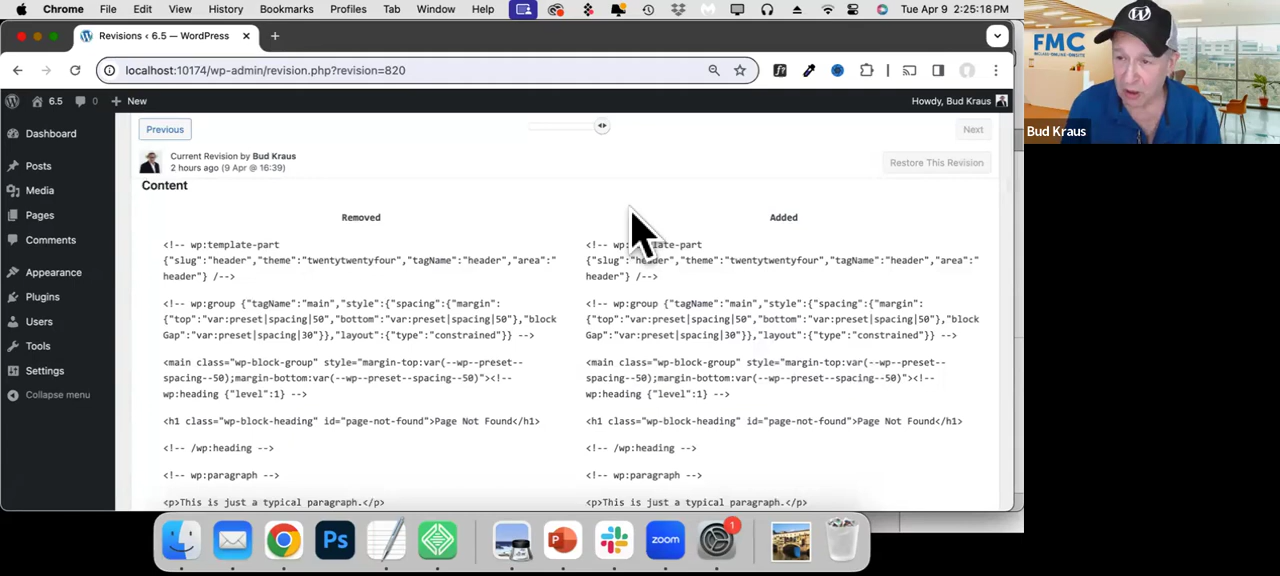 Chrome File Edit View History Bookmarks Profiles Tab Window Help Tue Apr 9 2:25:18 PM
Revisions ‹ 6.5 — WordPress
localhost:10174/wp-admin/revision.php?revision=820
6.5 0 New Howdy, Bud Kraus
FMC
Bud Kraus
Dashboard
Posts
Media
Pages
Comments
Appearance
Plugins
Users
Tools
Settings
Collapse menu
Previous
Next
Current Revision by Bud Kraus
2 hours ago (9 Apr @ 16:39)
Restore This Revision
Content
Removed
<!-- wp:template-part
{"slug":"header","theme":"twentytwentyfour","tagName":"header","area":"
header"} /-->
<!-- wp:group {"tagName":"main","style":{"spacing":{"margin":
{"top":"var:preset|spacing|50","bottom":"var:preset|spacing|50"},"block
Gap":"var:preset|spacing|30"}},"layout":{"type":"constrained"}} -->
<main class="wp-block-group" style="margin-top:var(--wp--preset--
spacing--50);margin-bottom:var(--wp--preset--spacing--50)"><!--
wp:heading {"level":1} -->
<h1 class="wp-block-heading" id="page-not-found">Page Not Found</h1>
<!-- /wp:heading -->
<!-- wp:paragraph -->
<p>This is just a typical paragraph.</p>
Added
<!-- wp:template-part
{"slug":"header","theme":"twentytwentyfour","tagName":"header","area":"
header"} /-->
<!-- wp:group {"tagName":"main","style":{"spacing":{"margin":
{"top":"var:preset|spacing|50","bottom":"var:preset|spacing|50"},"block
Gap":"var:preset|spacing|30"}},"layout":{"type":"constrained"}} -->
<main class="wp-block-group" style="margin-top:var(--wp--preset--
spacing--50);margin-bottom:var(--wp--preset--spacing--50)"><!--
wp:heading {"level":1} -->
<h1 class="wp-block-heading" id="page-not-found">Page Not Found</h1>
<!-- /wp:heading -->
<!-- wp:paragraph -->
<p>This is just a typical paragraph.</p>
Ps
P
zoom
1